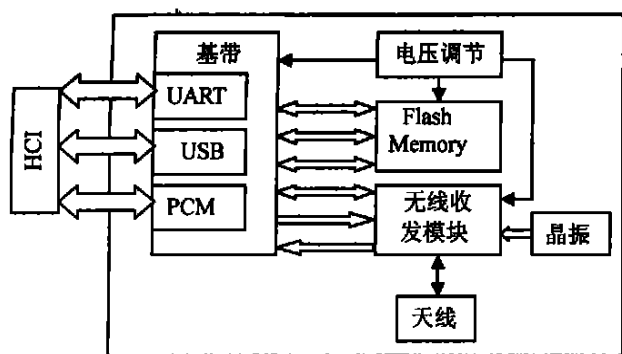 基带
电压调节
UART
Flash
Memory
HCI
USB
PCM
无线收
发模块
晶振
天线